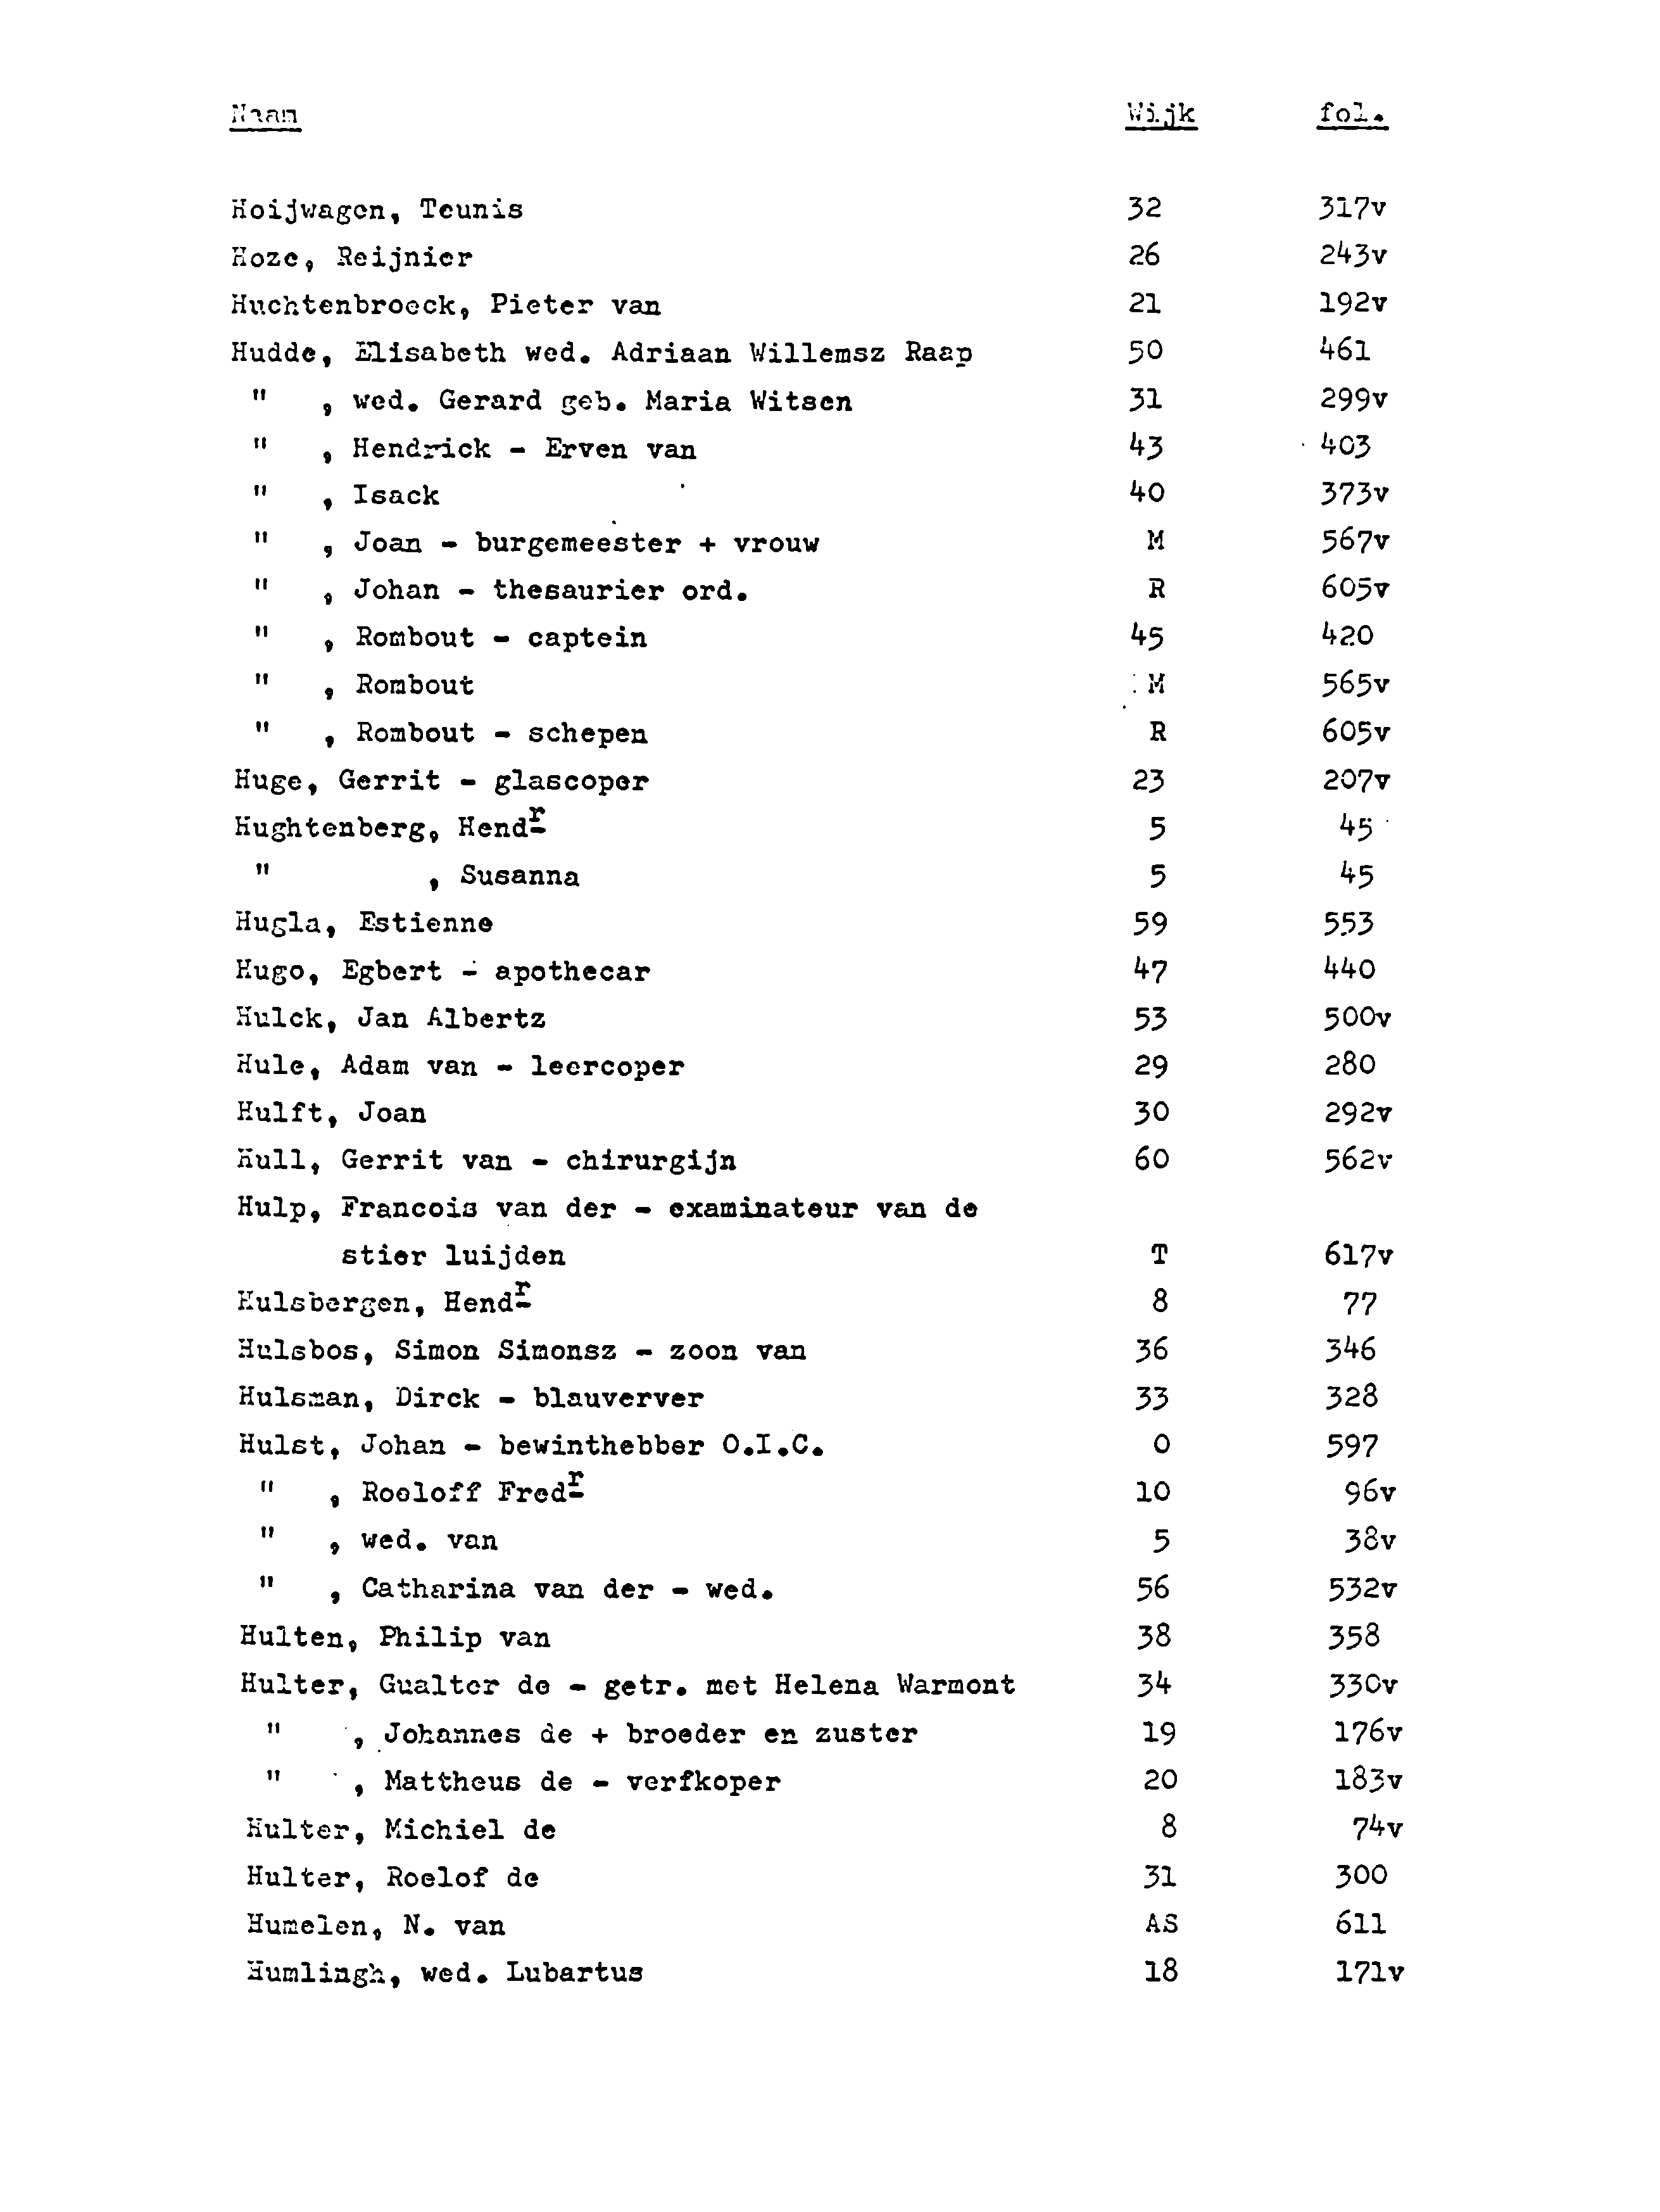 Naam Wijk fol.
Hoijwagen, Teunis 32 317v
Hoze, Reijnier 26 243v
Huchtenbroeck, Pieter van 21 192v
Hudde, Elisabeth wed. Adriaan Willemsz Raap 50 461
" , wed. Gerard geb. Maria Witsen 31 299v
" , Hendrick - Erven van 43 403
" , Isack 40 373v
" , Joan - burgemeester + vrouw M 567v
" , Johan - thesaurier ord. R 605v
" , Rombout - captein 45 420
" , Rombout M 565v
" , Rombout - schepen R 605v
Huge, Gerrit - glascoper 23 207v
Hughtenberg, Hendr 5 45
" , Susanna 5 45
Hugla, Estienne 59 553
Hugo, Egbert - apothecar 47 440
Hulck, Jan Albertz 53 500v
Hule, Adam van - leercoper 29 280
Hulft, Joan 30 292v
Hull, Gerrit van - chirurgijn 60 562v
Hulp, Francois van der - examinateur van de
stier luijden T 617v
Hulsbergen, Hendr 8 77
Hulsbos, Simon Simonsz - zoon van 36 346
Hulsman, Dirck - blauverver 33 328
Hulst, Johan - bewinthebber O.I.C. O 597
" , Roeloff Fredr 10 96v
" , wed. van 5 38v
" , Catharina van der - wed. 56 532v
Hulten, Philip van 38 358
Hulter, Gualter de - getr. met Helena Warmont 34 330v
" , Johannes de + broeder en zuster 19 176v
" , Mattheus de - verfkoper 20 183v
Hulter, Michiel de 8 74v
Hulter, Roelof de 31 300
Humelen, N. van AS 611
Humlingh, wed. Lubartus 18 171v